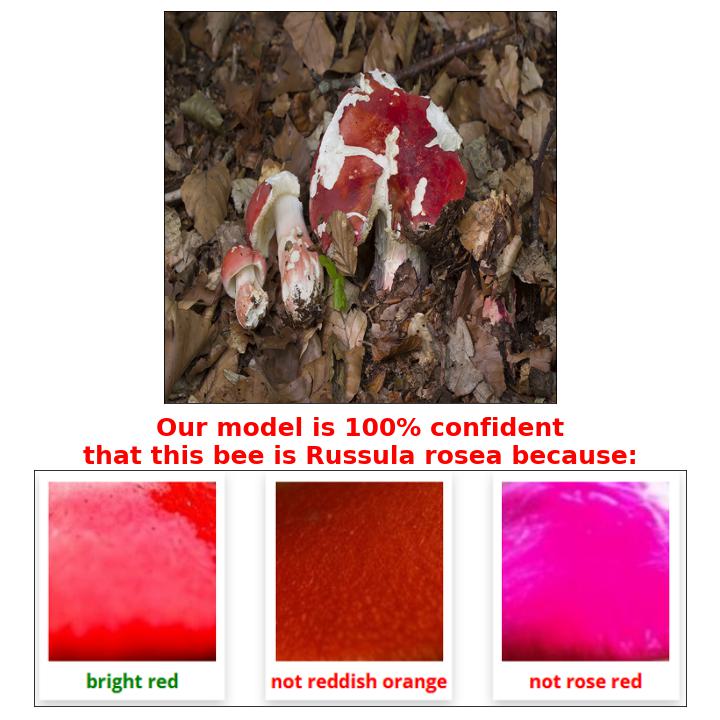 Our model is 100% confident
that this bee is Russula rosea because:
bright red
not reddish orange
not rose red